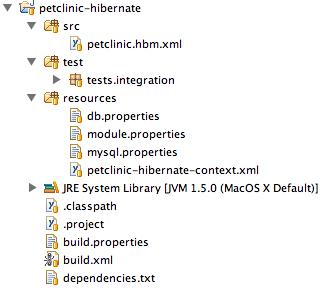 petclinic-hibernate
src
petclinic.hbm.xml
test
tests.integration
resources
db.properties
module.properties
mysql.properties
petclinic-hibernate-context.xml
JRE System Library [JVM 1.5.0 (MacOS X Default)]
.classpath
.project
build.properties
build.xml
dependencies.txt